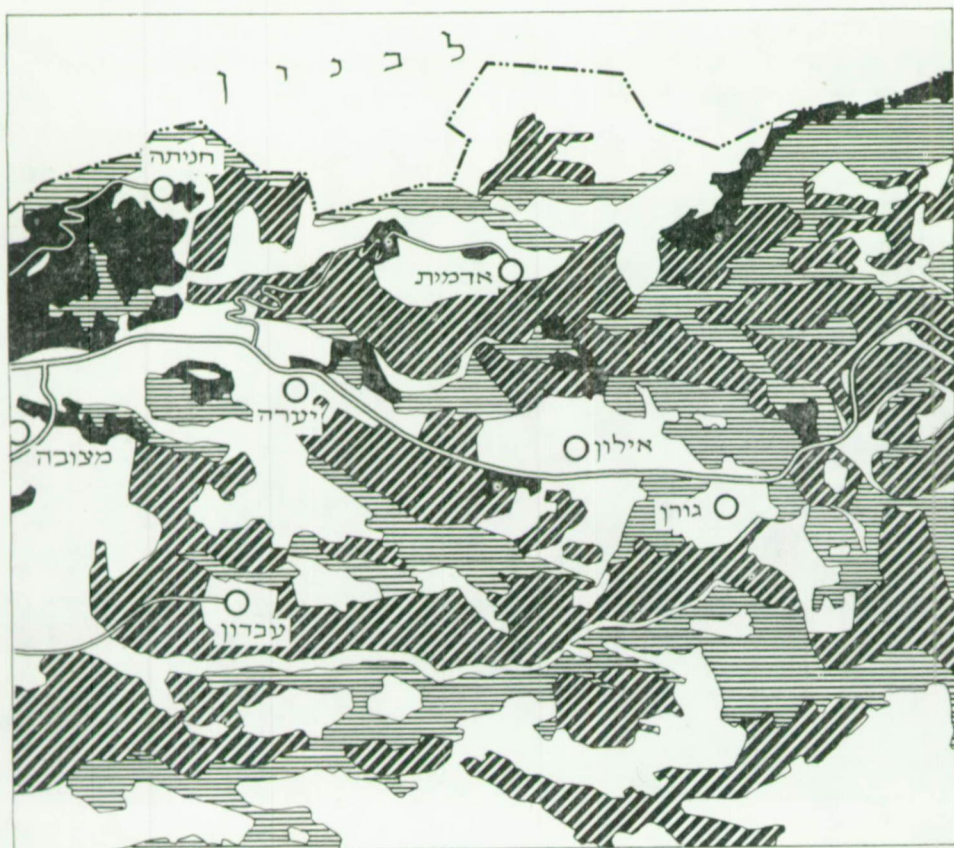 לבנון
חניתה
אדמית
יערה
אילון
מצובה
גורן
עבדון